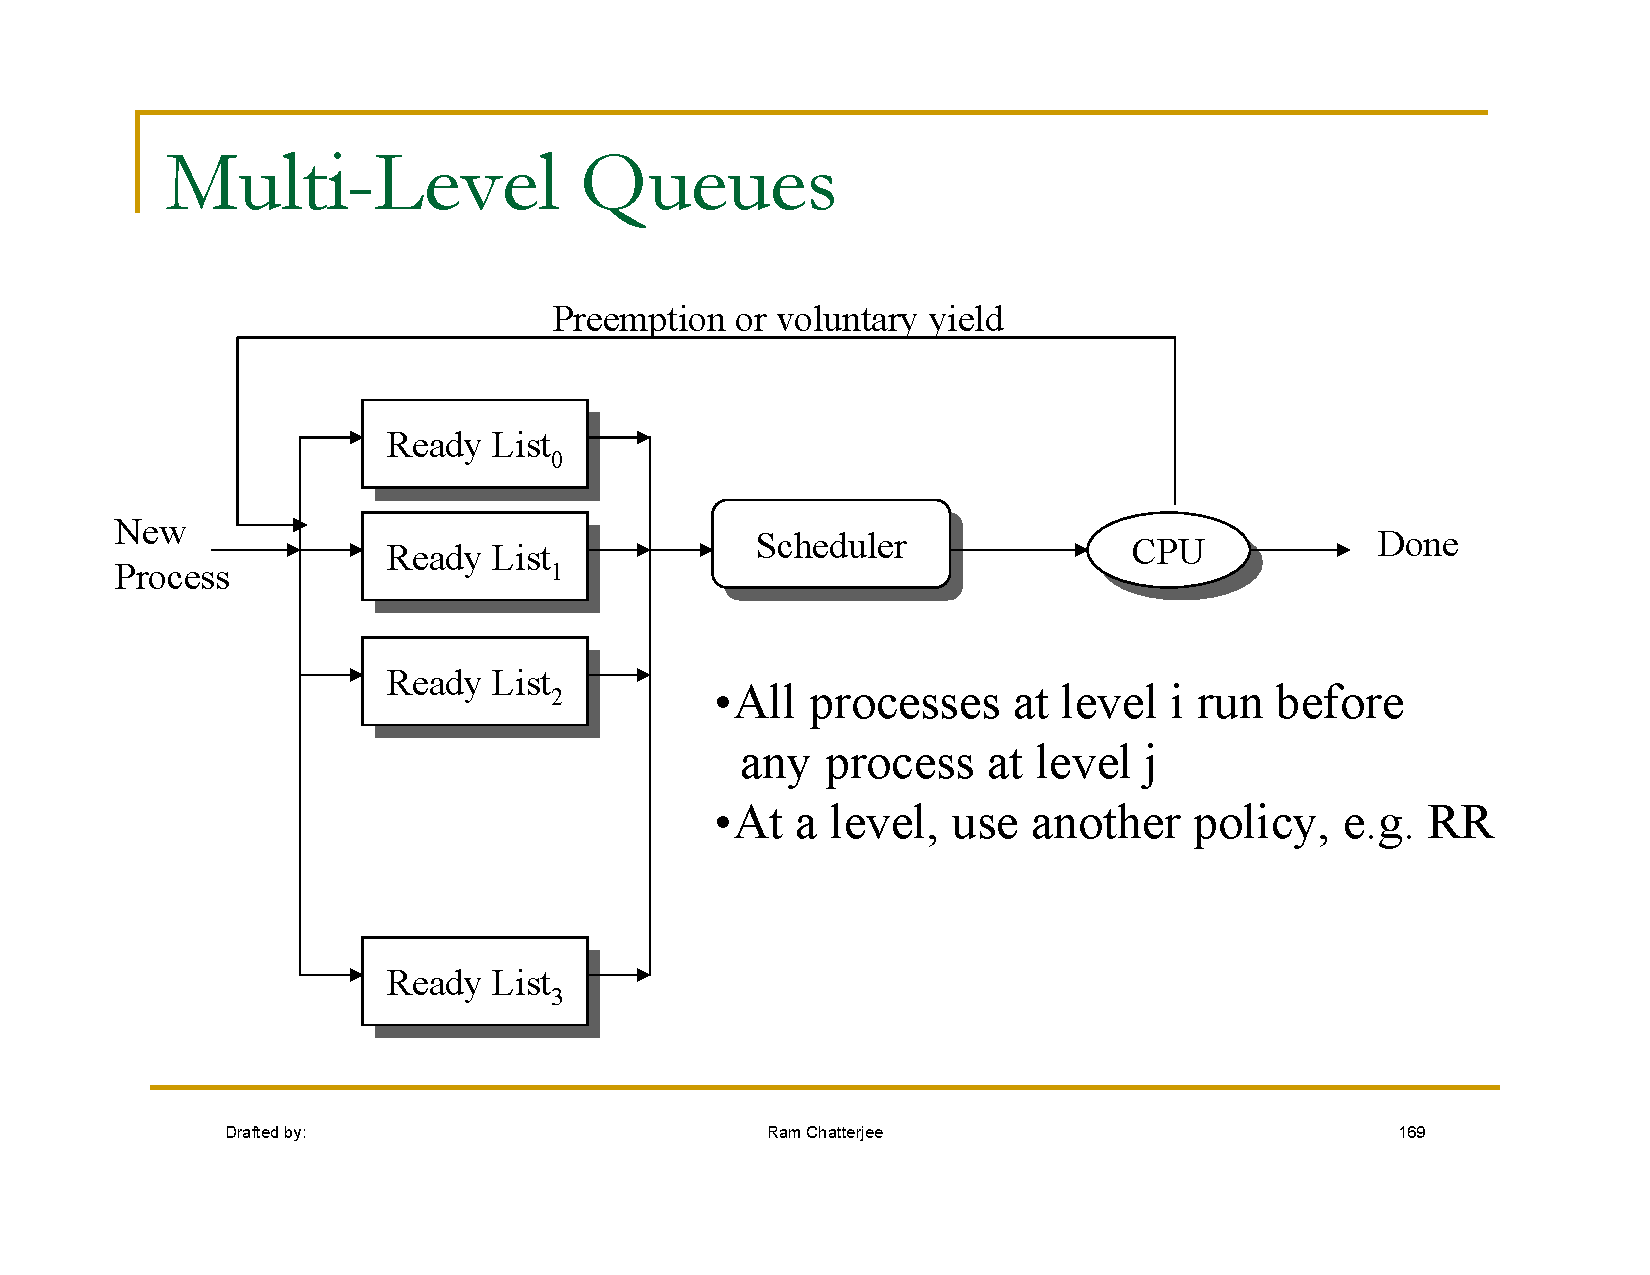 Multi-Level Queues
Preemption or voluntary yield
Ready List0
New
Process
Ready List1
Scheduler
CPU
Done
Ready List2
•All processes at level i run before
any process at level j
•At a level, use another policy, e.g. RR
Ready List3
Drafted by:
Ram Chatterjee
169